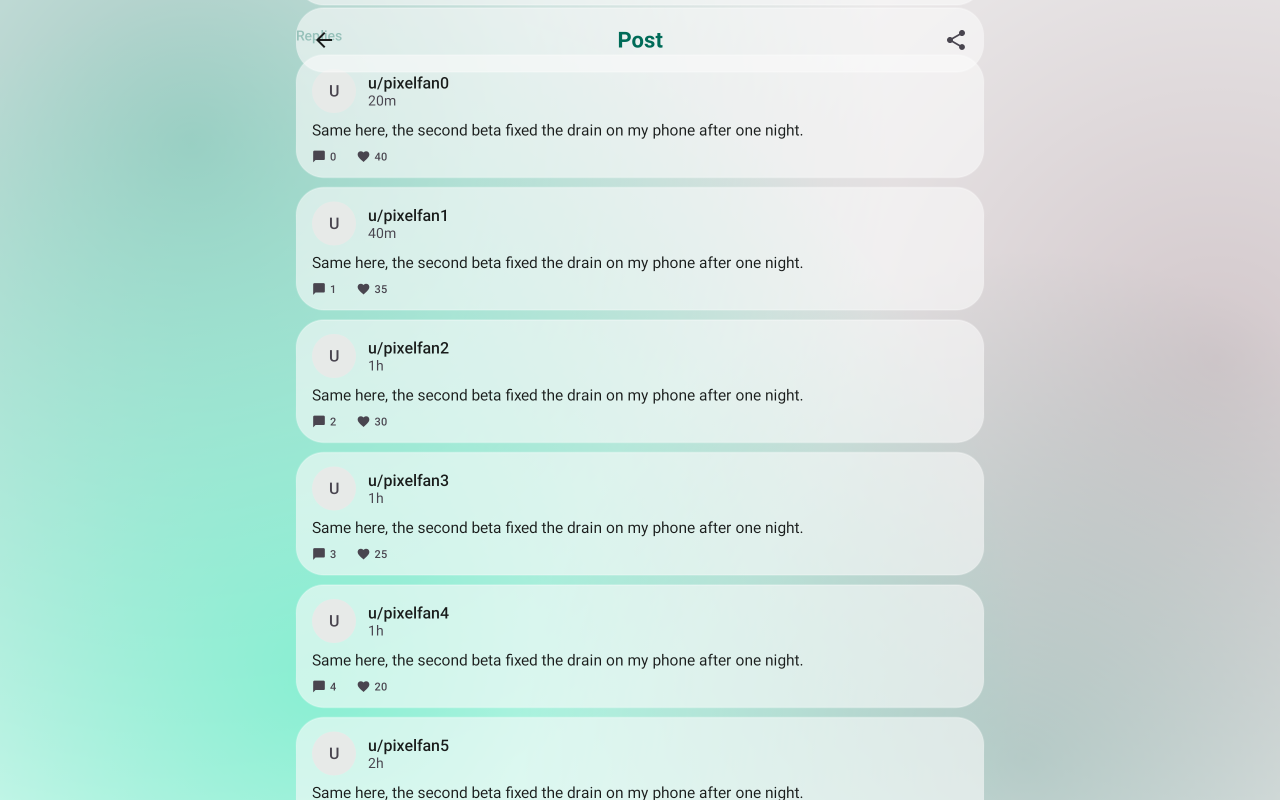 Replies
Post
U
u/pixelfan0
20m
Same here, the second beta fixed the drain on my phone after one night.
0 40
U
u/pixelfan1
40m
Same here, the second beta fixed the drain on my phone after one night.
1 35
U
u/pixelfan2
1h
Same here, the second beta fixed the drain on my phone after one night.
2 30
U
u/pixelfan3
1h
Same here, the second beta fixed the drain on my phone after one night.
3 25
U
u/pixelfan4
1h
Same here, the second beta fixed the drain on my phone after one night.
4 20
U
u/pixelfan5
2h
Same here, the second beta fixed the drain on my phone after one night.